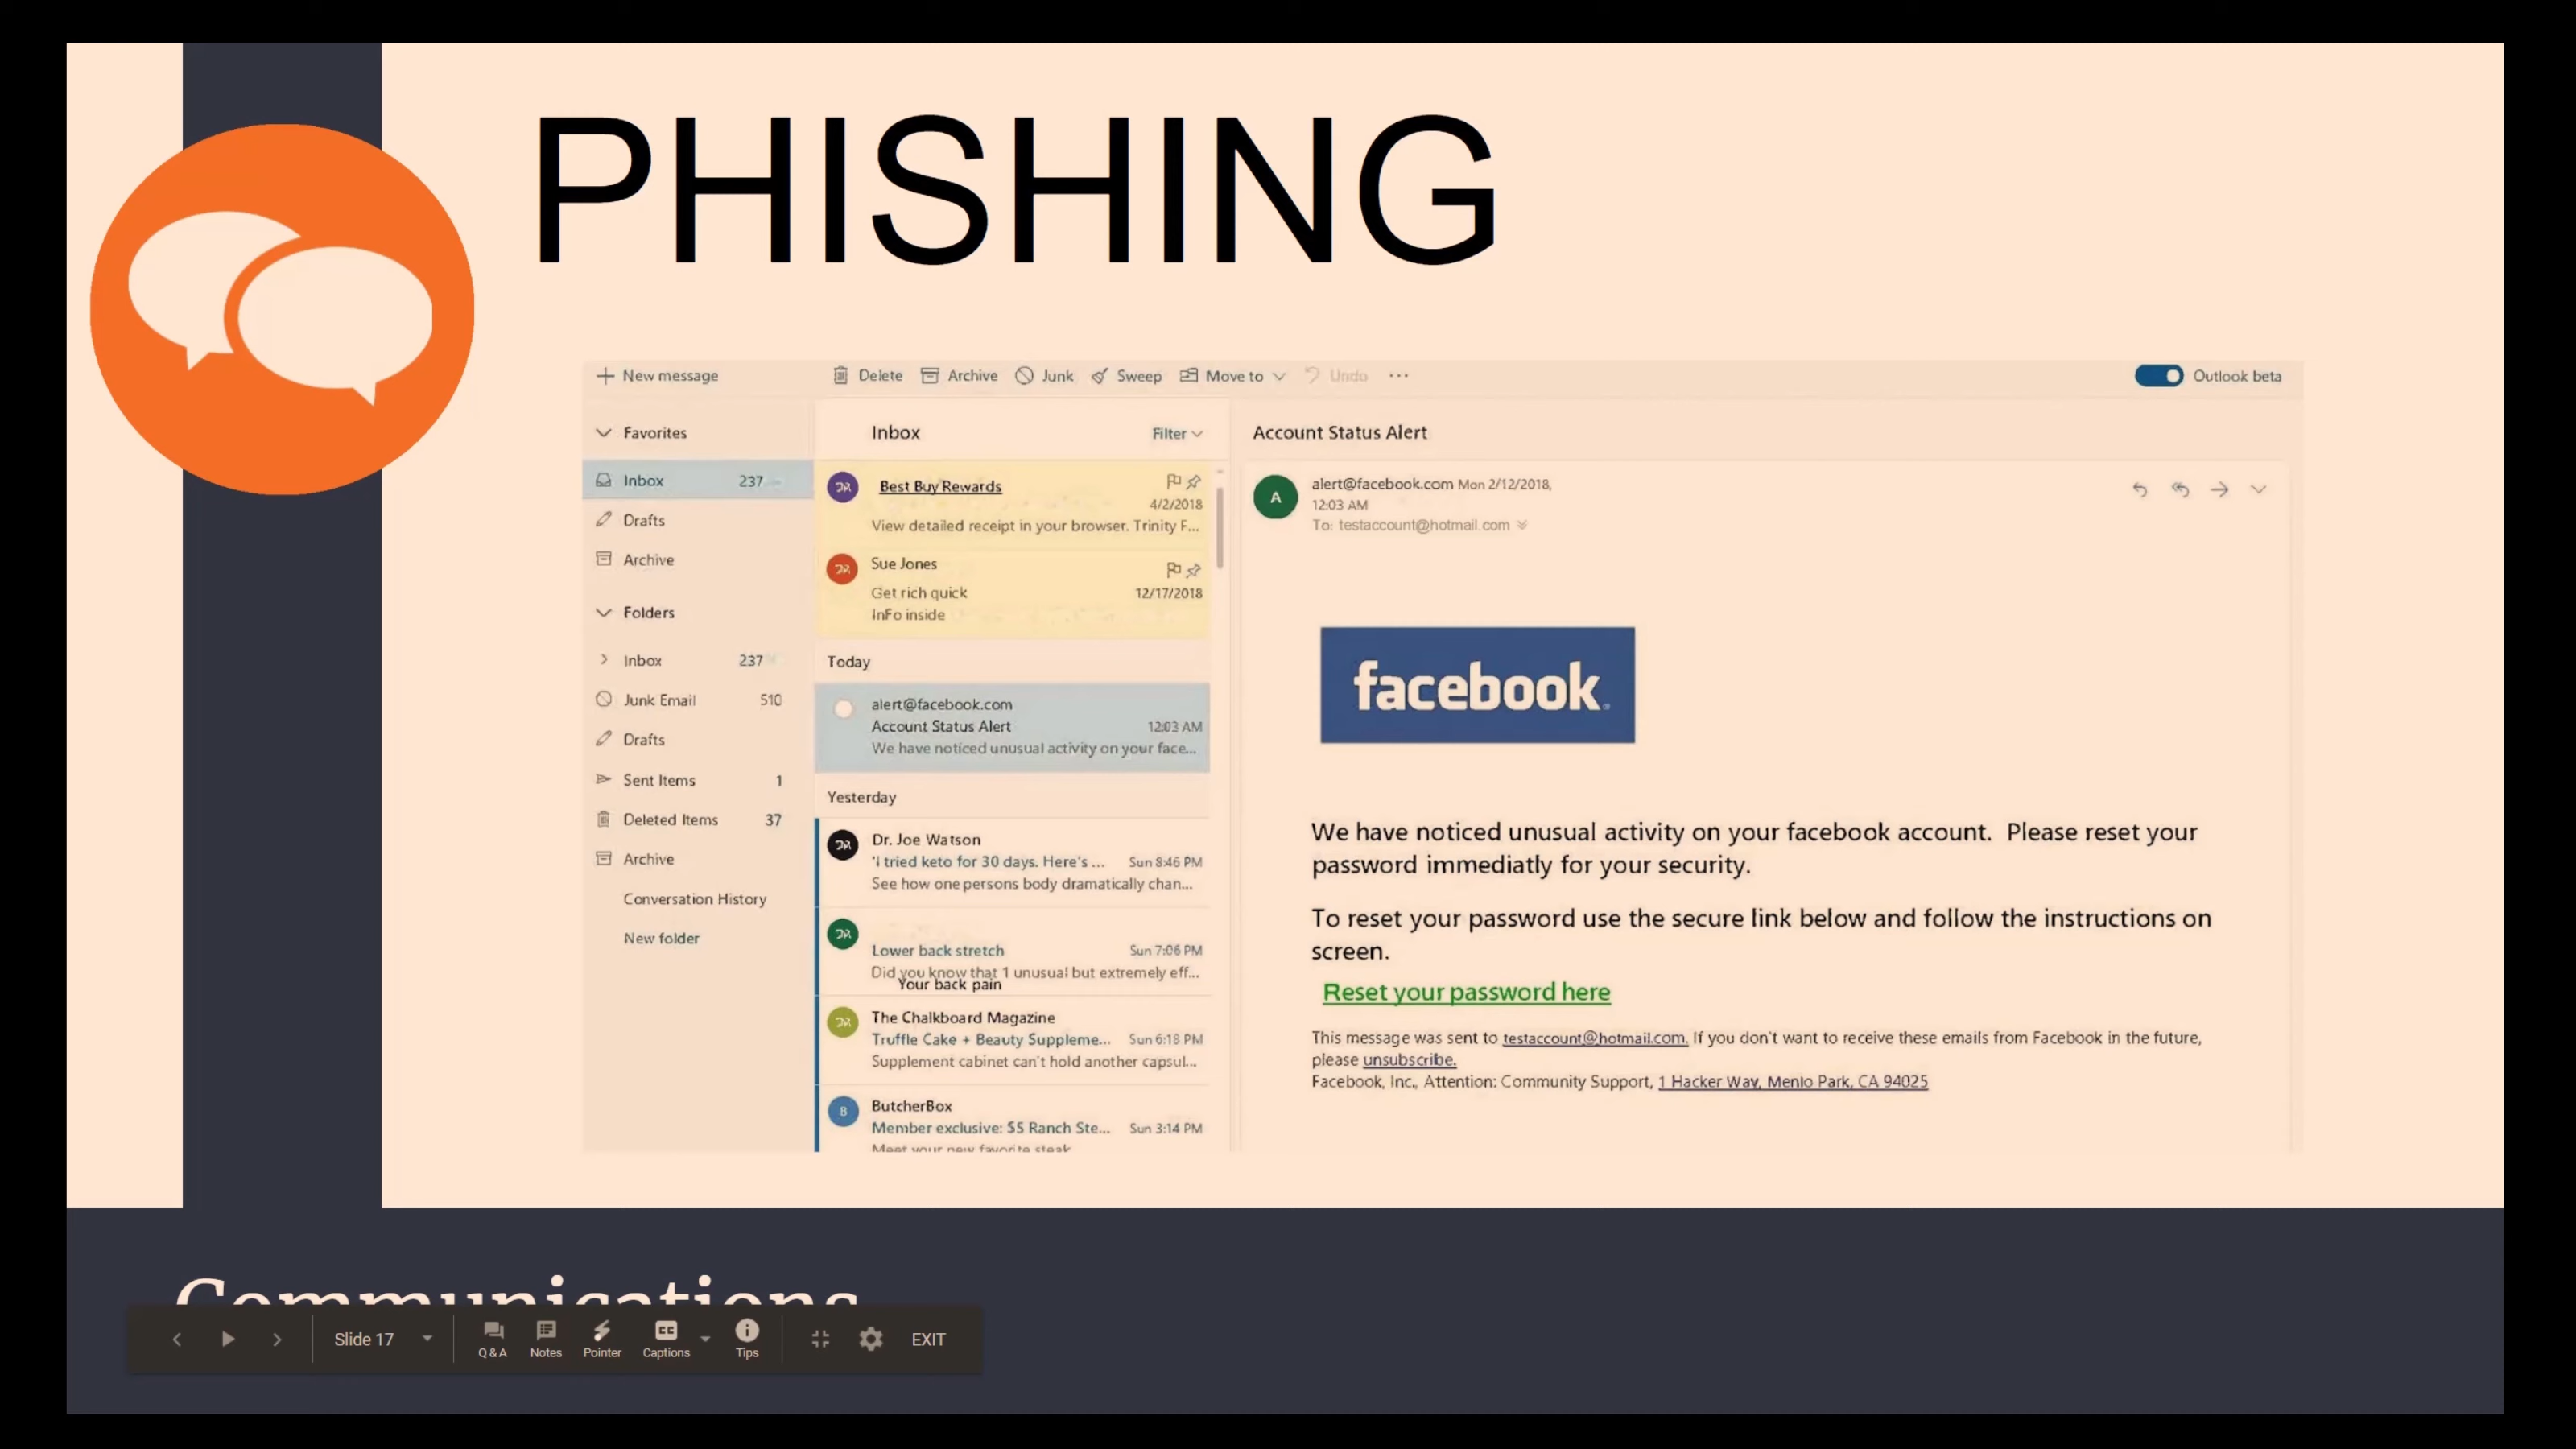 PHISHING
New message
Delete
Archive
Junk
Sweep
Move to
Undo
Outlook beta
Favorites
Inbox 237
Drafts
Archive
Folders
Inbox 237
Junk Email 510
Drafts
Sent Items 1
Deleted Items 37
Archive
Conversation History
New folder
Inbox
Filter
Best Buy Rewards
4/2/2018
View detailed receipt in your browser. Trinity F...
Sue Jones
Get rich quick 12/17/2018
InFo inside
Today
alert@facebook.com
Account Status Alert 12:03 AM
We have noticed unusual activity on your face...
Yesterday
Dr. Joe Watson
'I tried keto for 30 days. Here's ... Sun 8:46 PM
See how one persons body dramatically chan...
Lower back stretch Sun 7:06 PM
Did you know that 1 unusual but extremely eff...
Your back pain
The Chalkboard Magazine
Truffle Cake + Beauty Suppleme... Sun 6:18 PM
Supplement cabinet can't hold another capsul...
B
ButcherBox
Member exclusive: $5 Ranch Ste... Sun 3:14 PM
Meet your new favorite steak
Account Status Alert
A
alert@facebook.com Mon 2/12/2018,
12:03 AM
To: testaccount@hotmail.com
facebook
We have noticed unusual activity on your facebook account. Please reset your
password immediatly for your security.
To reset your password use the secure link below and follow the instructions on
screen.
Reset your password here
This message was sent to testaccount@hotmail.com. If you don't want to receive these emails from Facebook in the future,
please unsubscribe.
Facebook, Inc., Attention: Community Support, 1 Hacker Way, Menlo Park, CA 94025
Communications
Slide 17
Q & A
Notes
CC
Pointer
Captions
Tips
EXIT